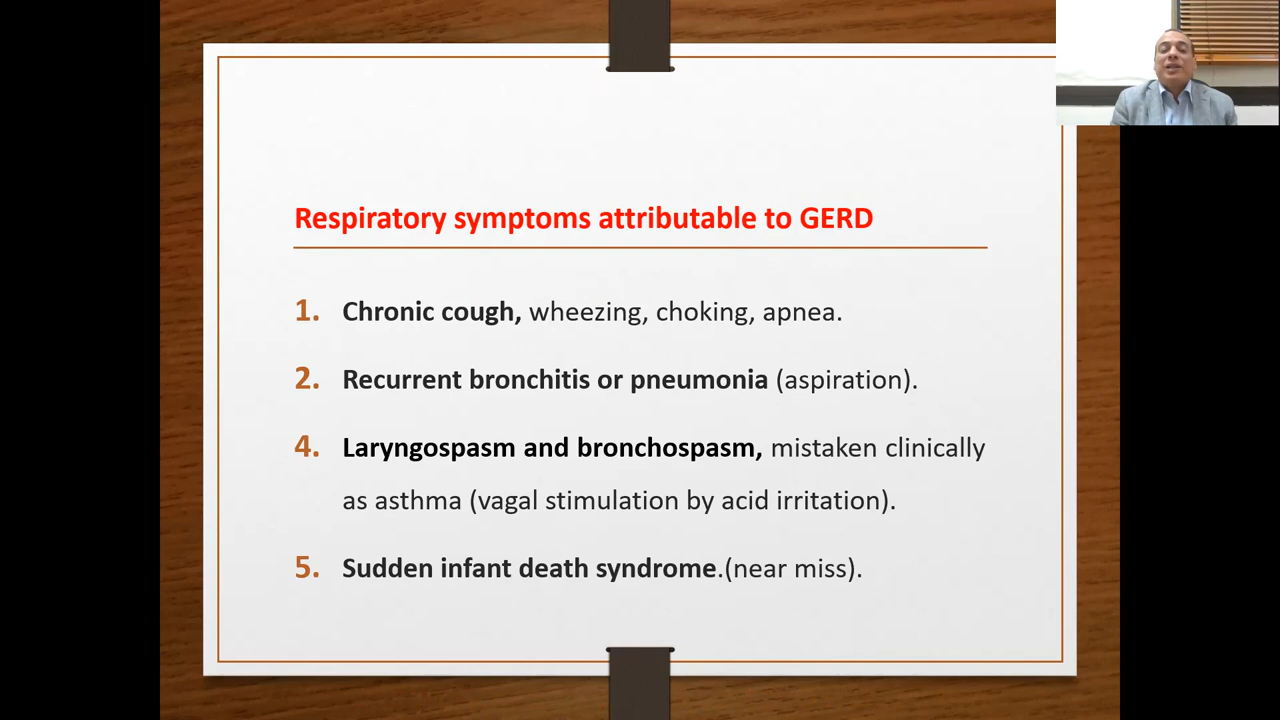 Respiratory symptoms attributable to GERD
1. Chronic cough, wheezing, choking, apnea.
2. Recurrent bronchitis or pneumonia (aspiration).
4. Laryngospasm and bronchospasm, mistaken clinically
as asthma (vagal stimulation by acid irritation).
5. Sudden infant death syndrome.(near miss).